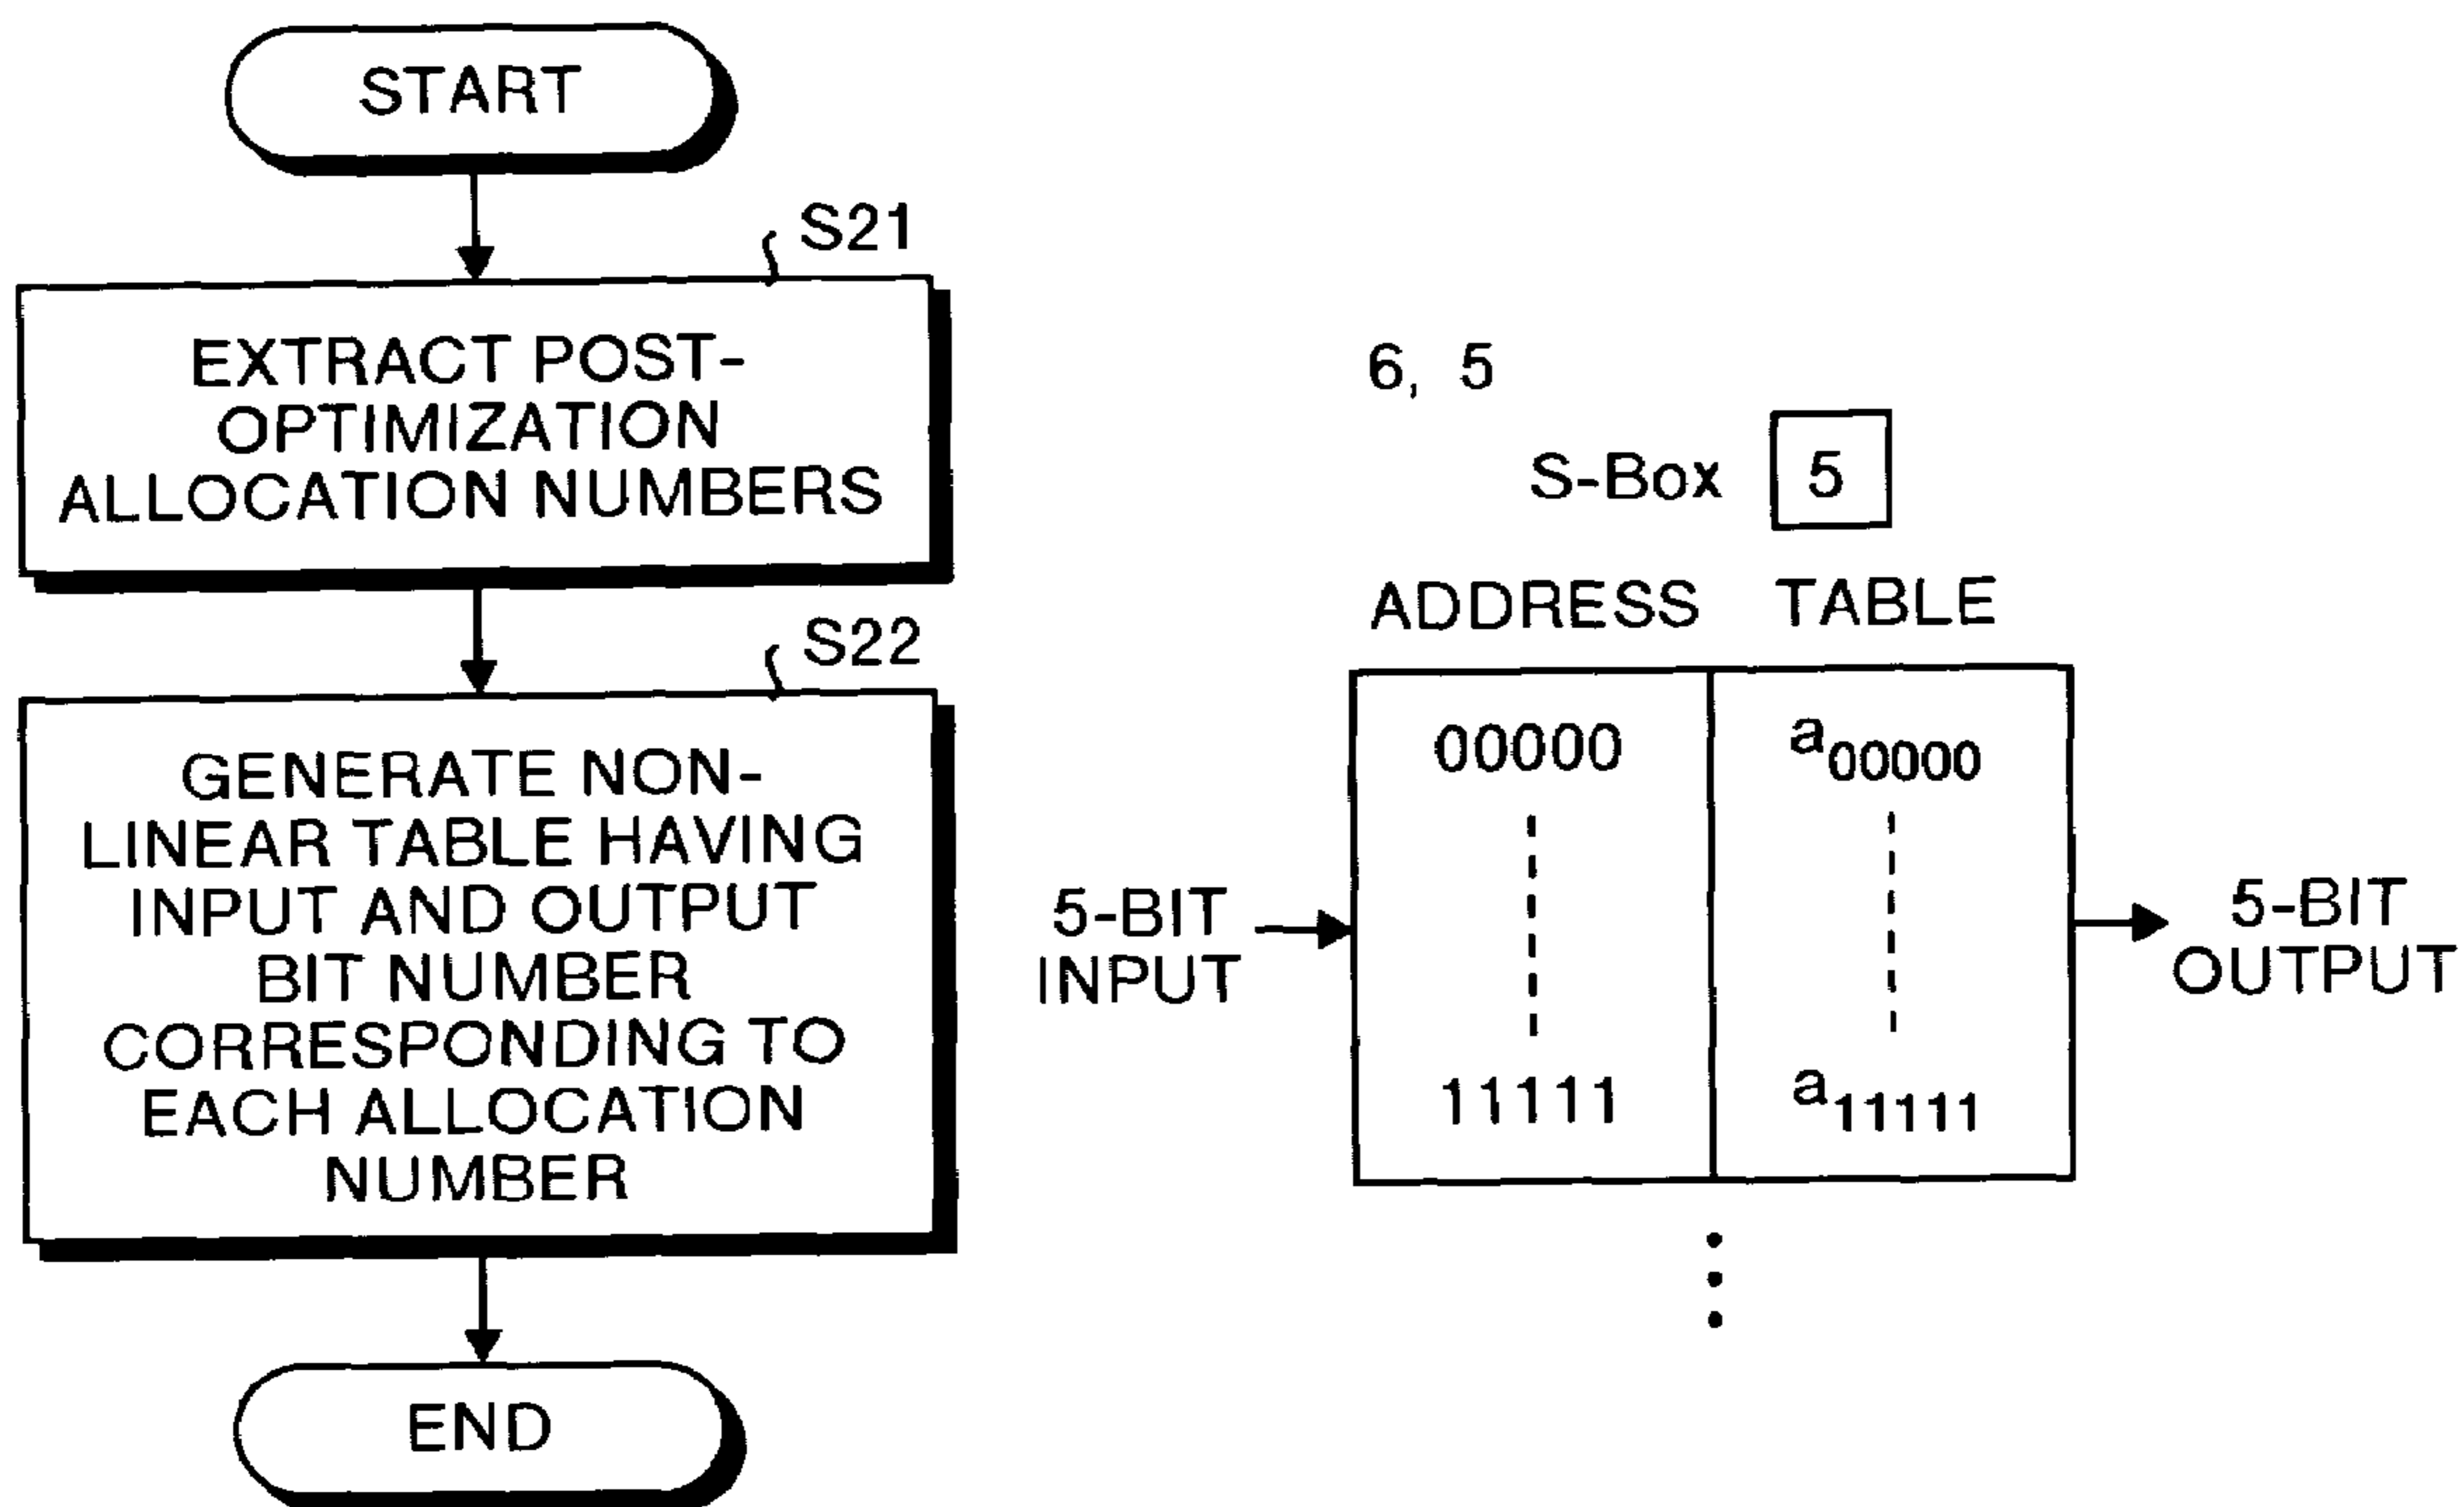 START
S21
EXTRACT POST-
OPTIMIZATION
ALLOCATION NUMBERS
S22
GENERATE NON-
LINEAR TABLE HAVING
INPUT AND OUTPUT
BIT NUMBER
CORRESPONDING TO
EACH ALLOCATION
NUMBER
END
6, 5
S-Box 5
ADDRESS TABLE
00000 a00000
5-BIT
INPUT
11111 a11111
5-BIT
OUTPUT